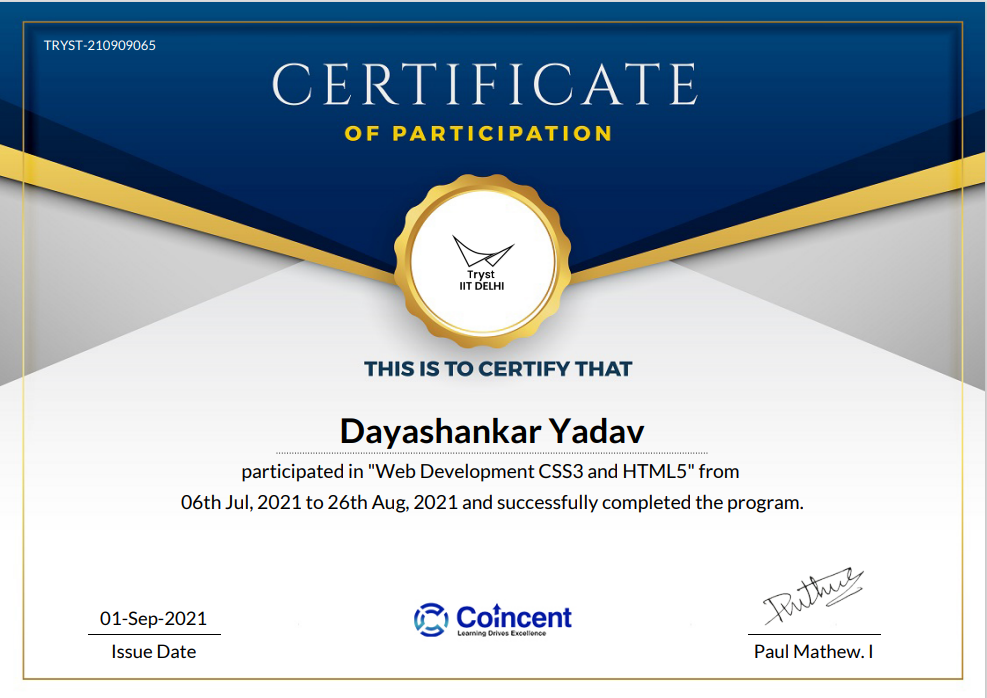 TRYST-210909065
CERTIFICATE
OF PARTICIPATION
Tryst
IIT DELHI
THIS IS TO CERTIFY THAT
Dayashankar Yadav
participated in "Web Development CSS3 and HTML5" from
06th Jul, 2021 to 26th Aug, 2021 and successfully completed the program.
01-Sep-2021
Issue Date
Coincent
Learning Drives Excellence
Paul Mathew. I